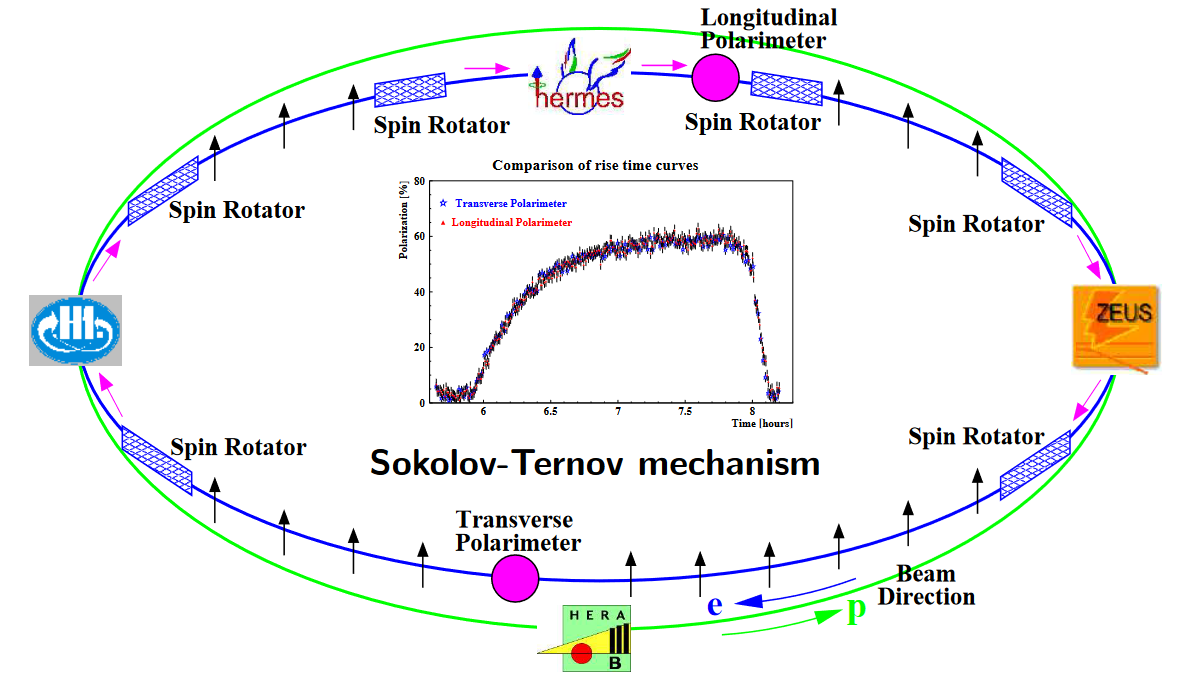 Longitudinal
Polarimeter
hermes
Spin Rotator
Spin Rotator
Comparison of rise time curves
Polarization [%]
80
60
40
20
0
Transverse Polarimeter
Longitudinal Polarimeter
6
6.5
7
7.5
8
Time [hours]
Spin Rotator
Spin Rotator
H1
ZEUS
Spin Rotator
Spin Rotator
Sokolov-Ternov mechanism
Transverse
Polarimeter
Beam
Direction
e
p
HERA
B